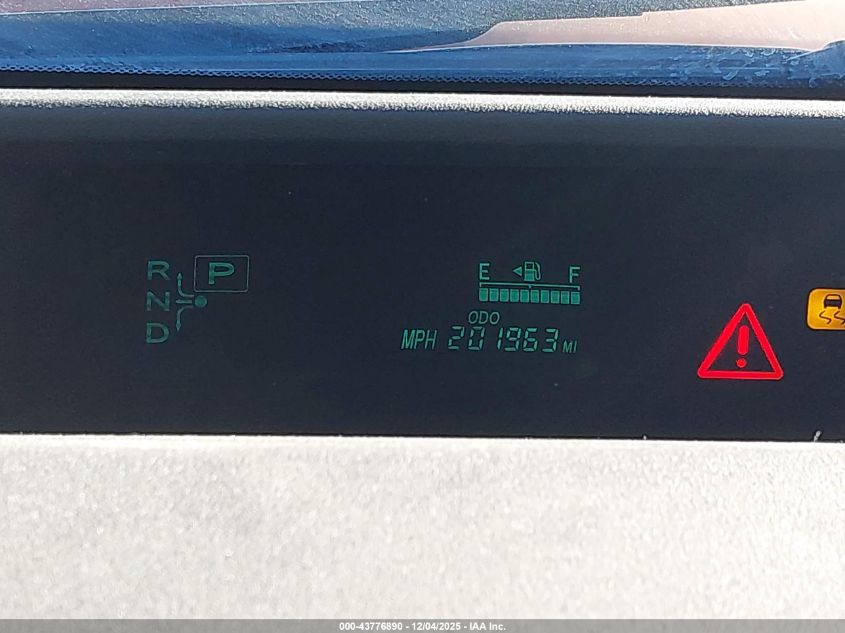 R P
N
D
E F
ODO
MPH 201963 MI
000-43776890 - 12/04/2025 - IAA Inc.